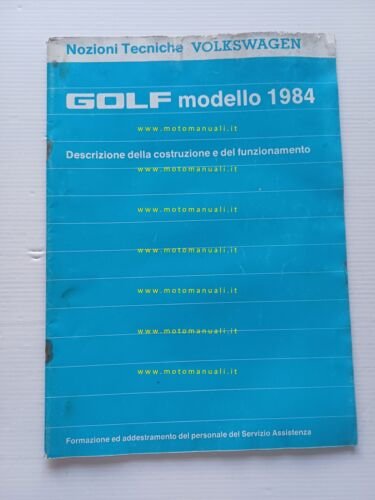 Nozioni Tecniche VOLKSWAGEN
GOLF modello 1984
www.motomanuali.it
Descrizione della costruzione e del funzionamento
www.motomanuali.it
www.motomanuali.it
www.motomanuali.it
www.motomanuali.it
www.motomanuali.it
www.motomanuali.it
Formazione ed addestramento del personale del Servizio Assistenza